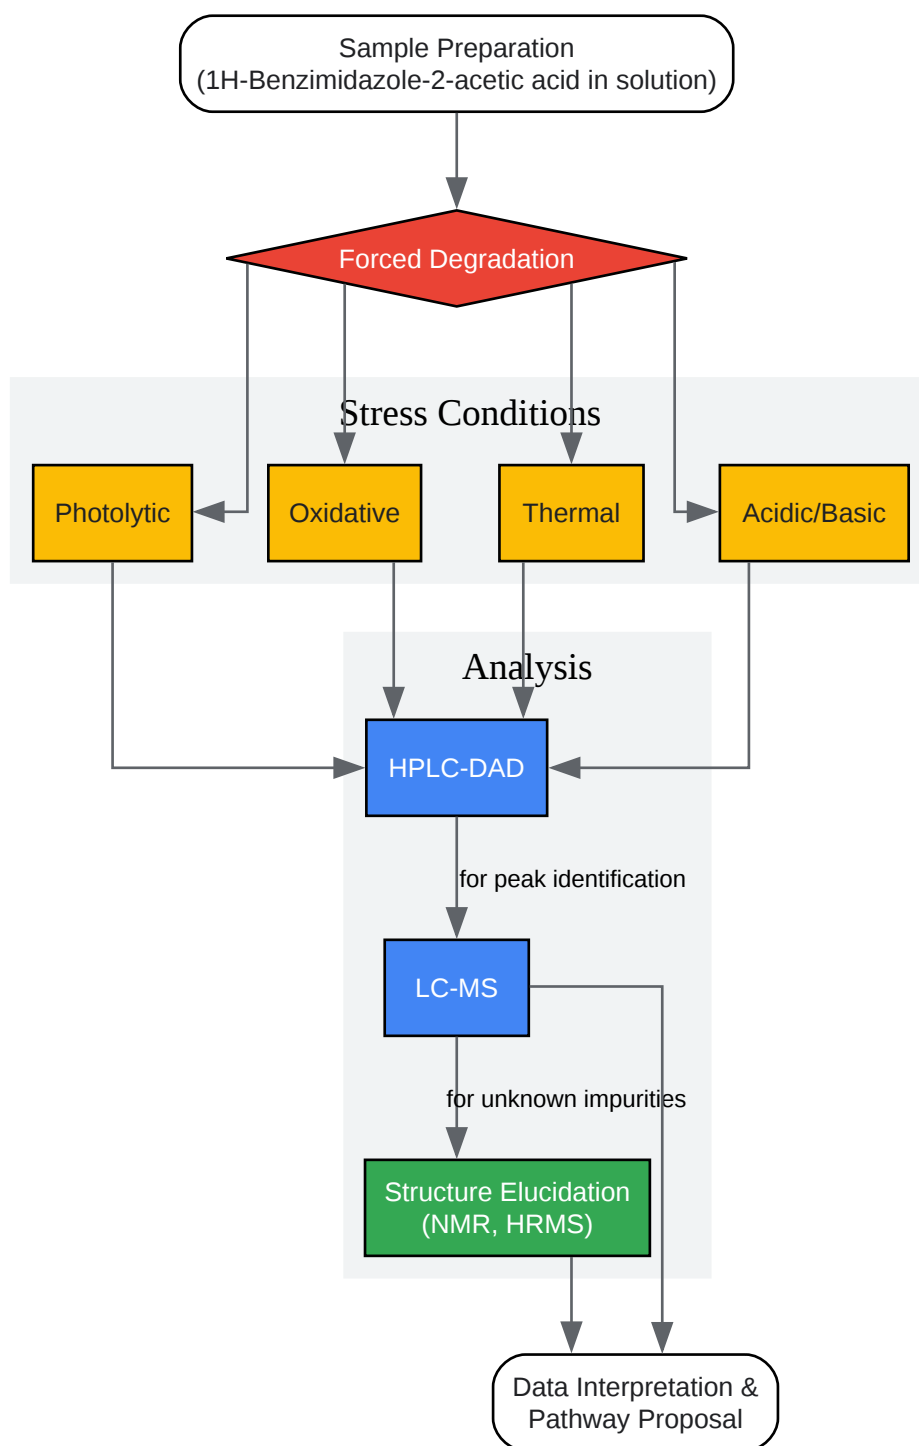 Sample Preparation
(1H-Benzimidazole-2-acetic acid in solution)
Forced Degradation
Stress Conditions
Photolytic
Oxidative
Thermal
Acidic/Basic
Analysis
HPLC-DAD
for peak identification
LC-MS
for unknown impurities
Structure Elucidation
(NMR, HRMS)
Data Interpretation &
Pathway Proposal